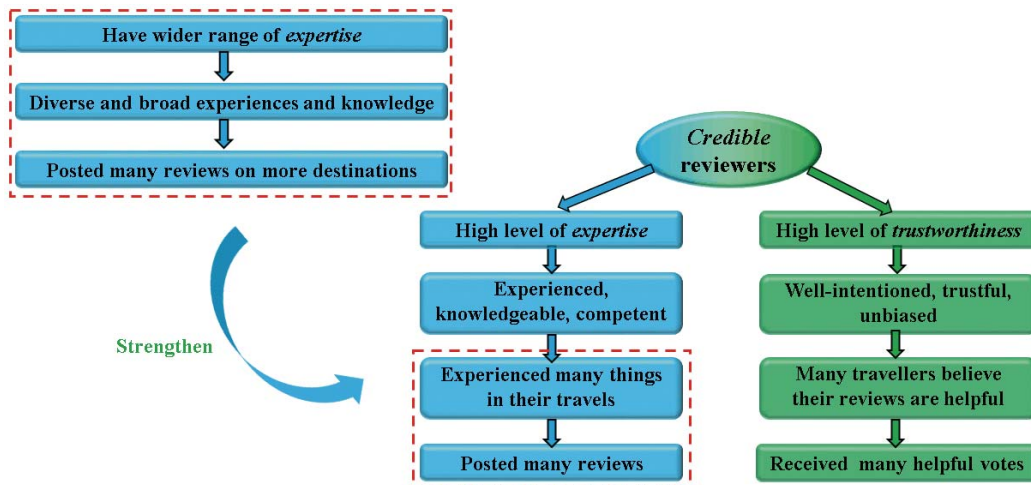 Have wider range of expertise
Diverse and broad experiences and knowledge
Posted many reviews on more destinations
Strengthen
Credible
reviewers
High level of expertise
Experienced,
knowledgeable, competent
Experienced many things
in their travels
Posted many reviews
High level of trustworthiness
Well-intentioned, trustful,
unbiased
Many travellers believe
their reviews are helpful
Received many helpful votes